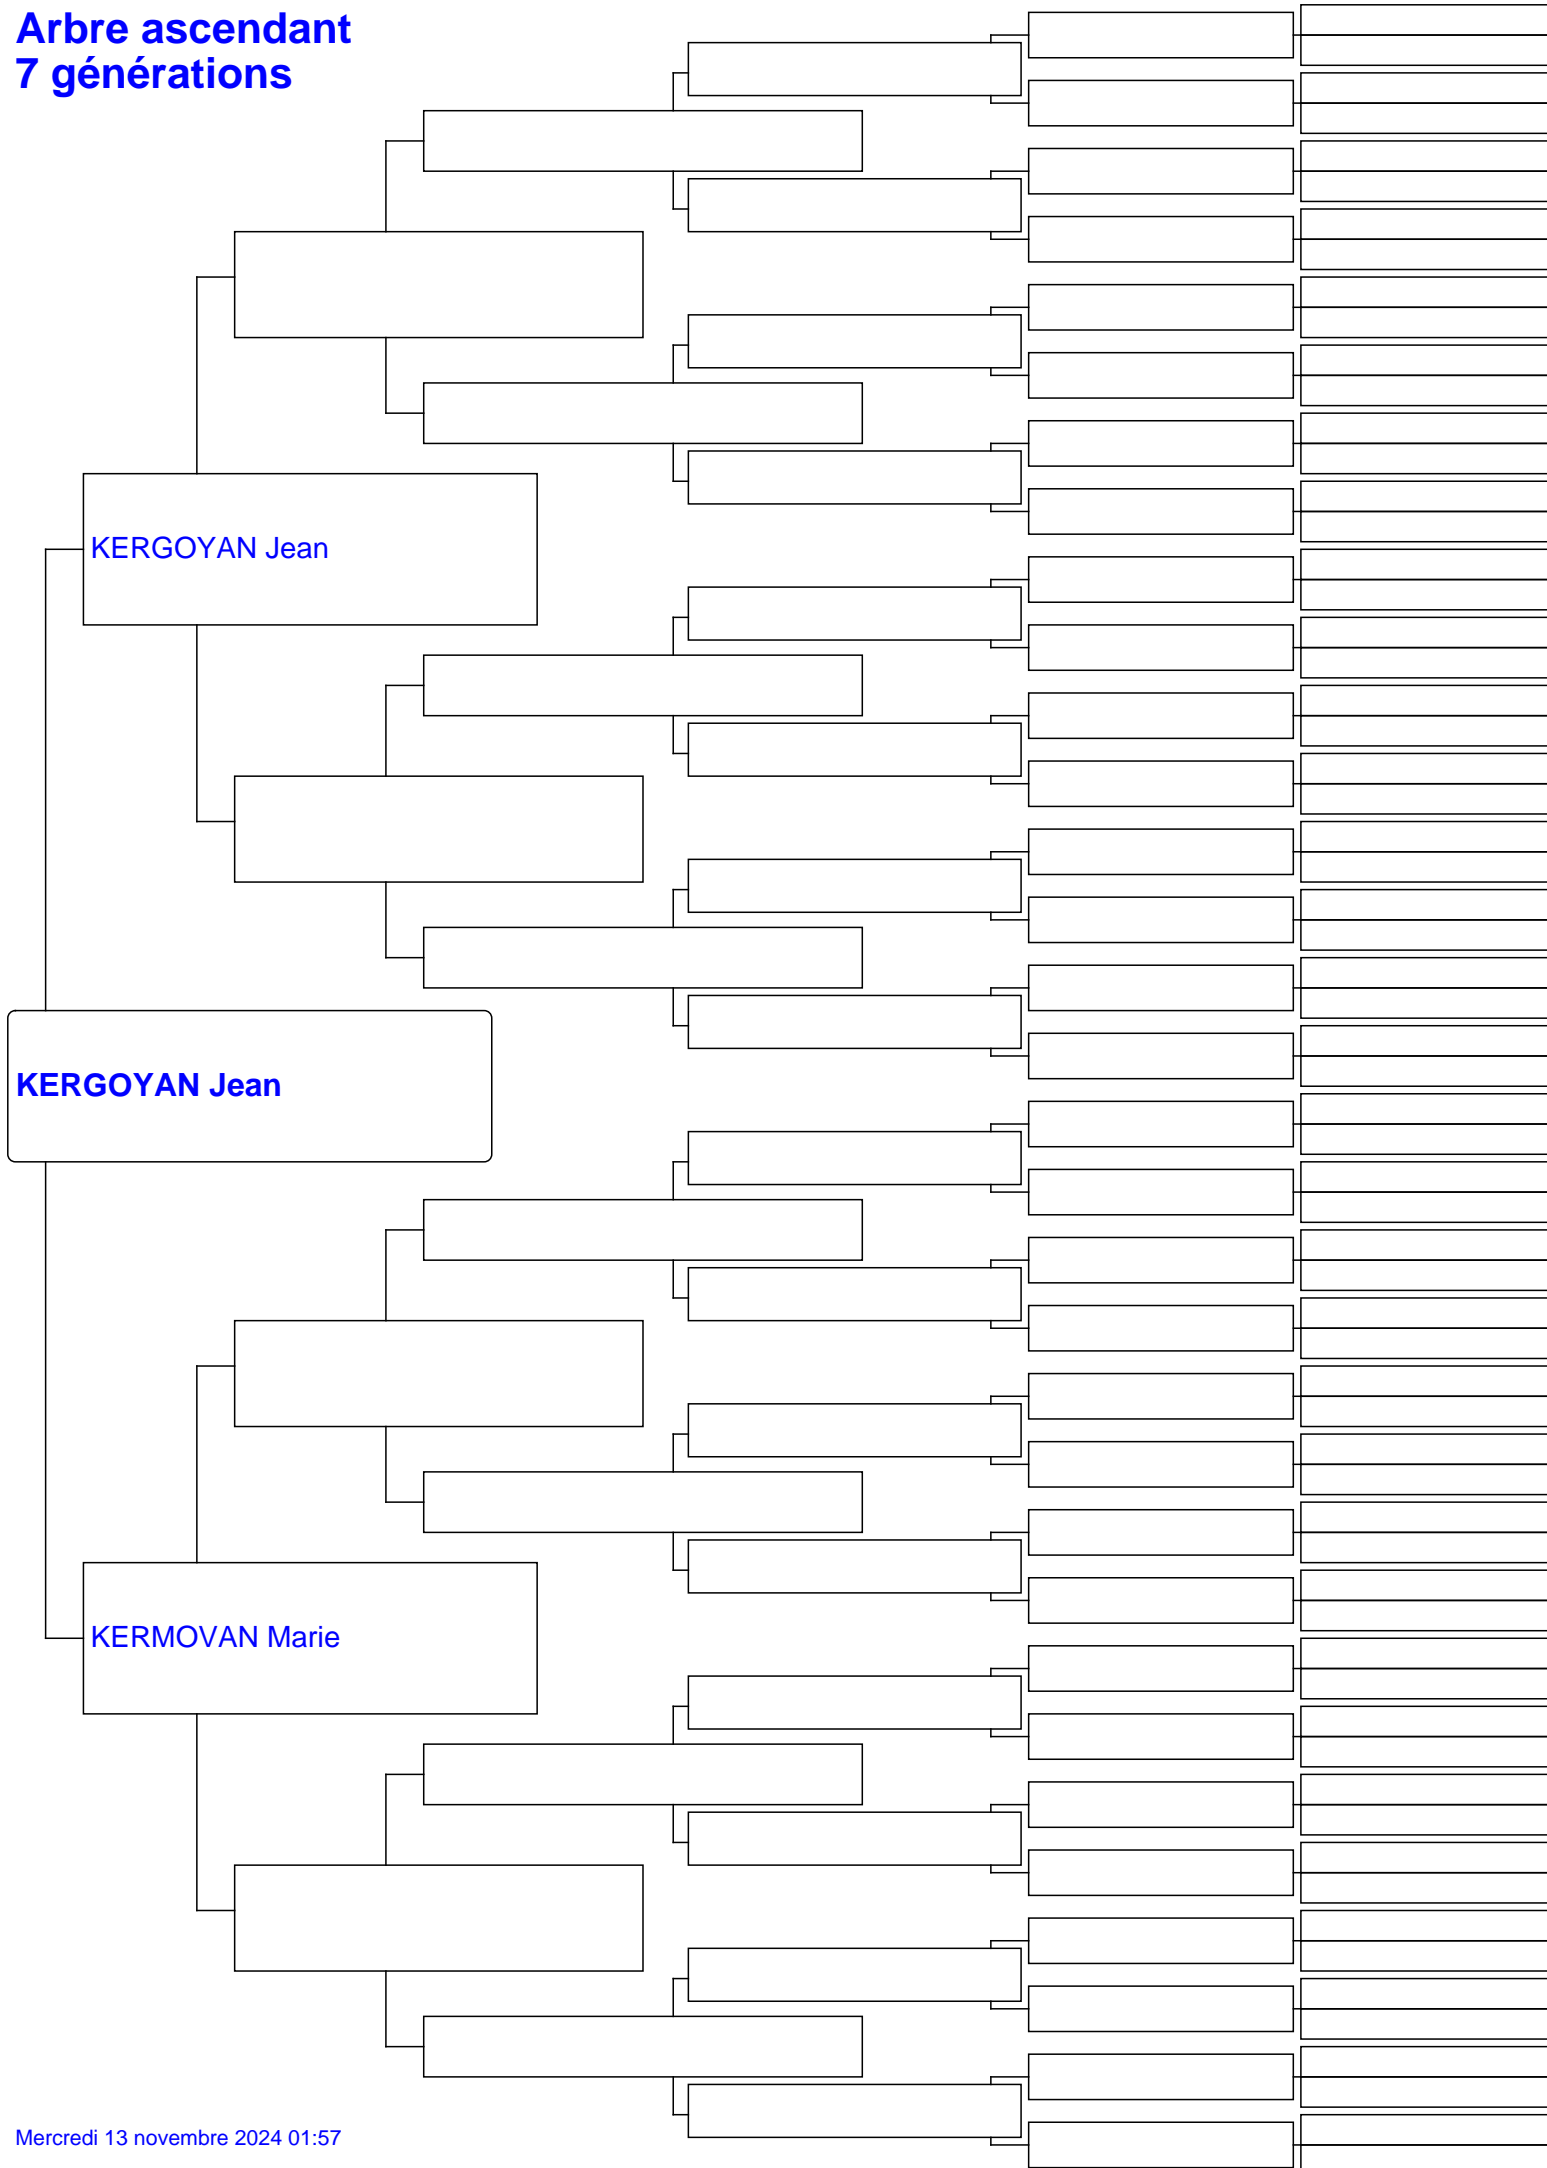 Arbre ascendant
7 générations
KERGOYAN Jean
KERGOYAN Jean
KERMOVAN Marie
Mercredi 13 novembre 2024 01:57